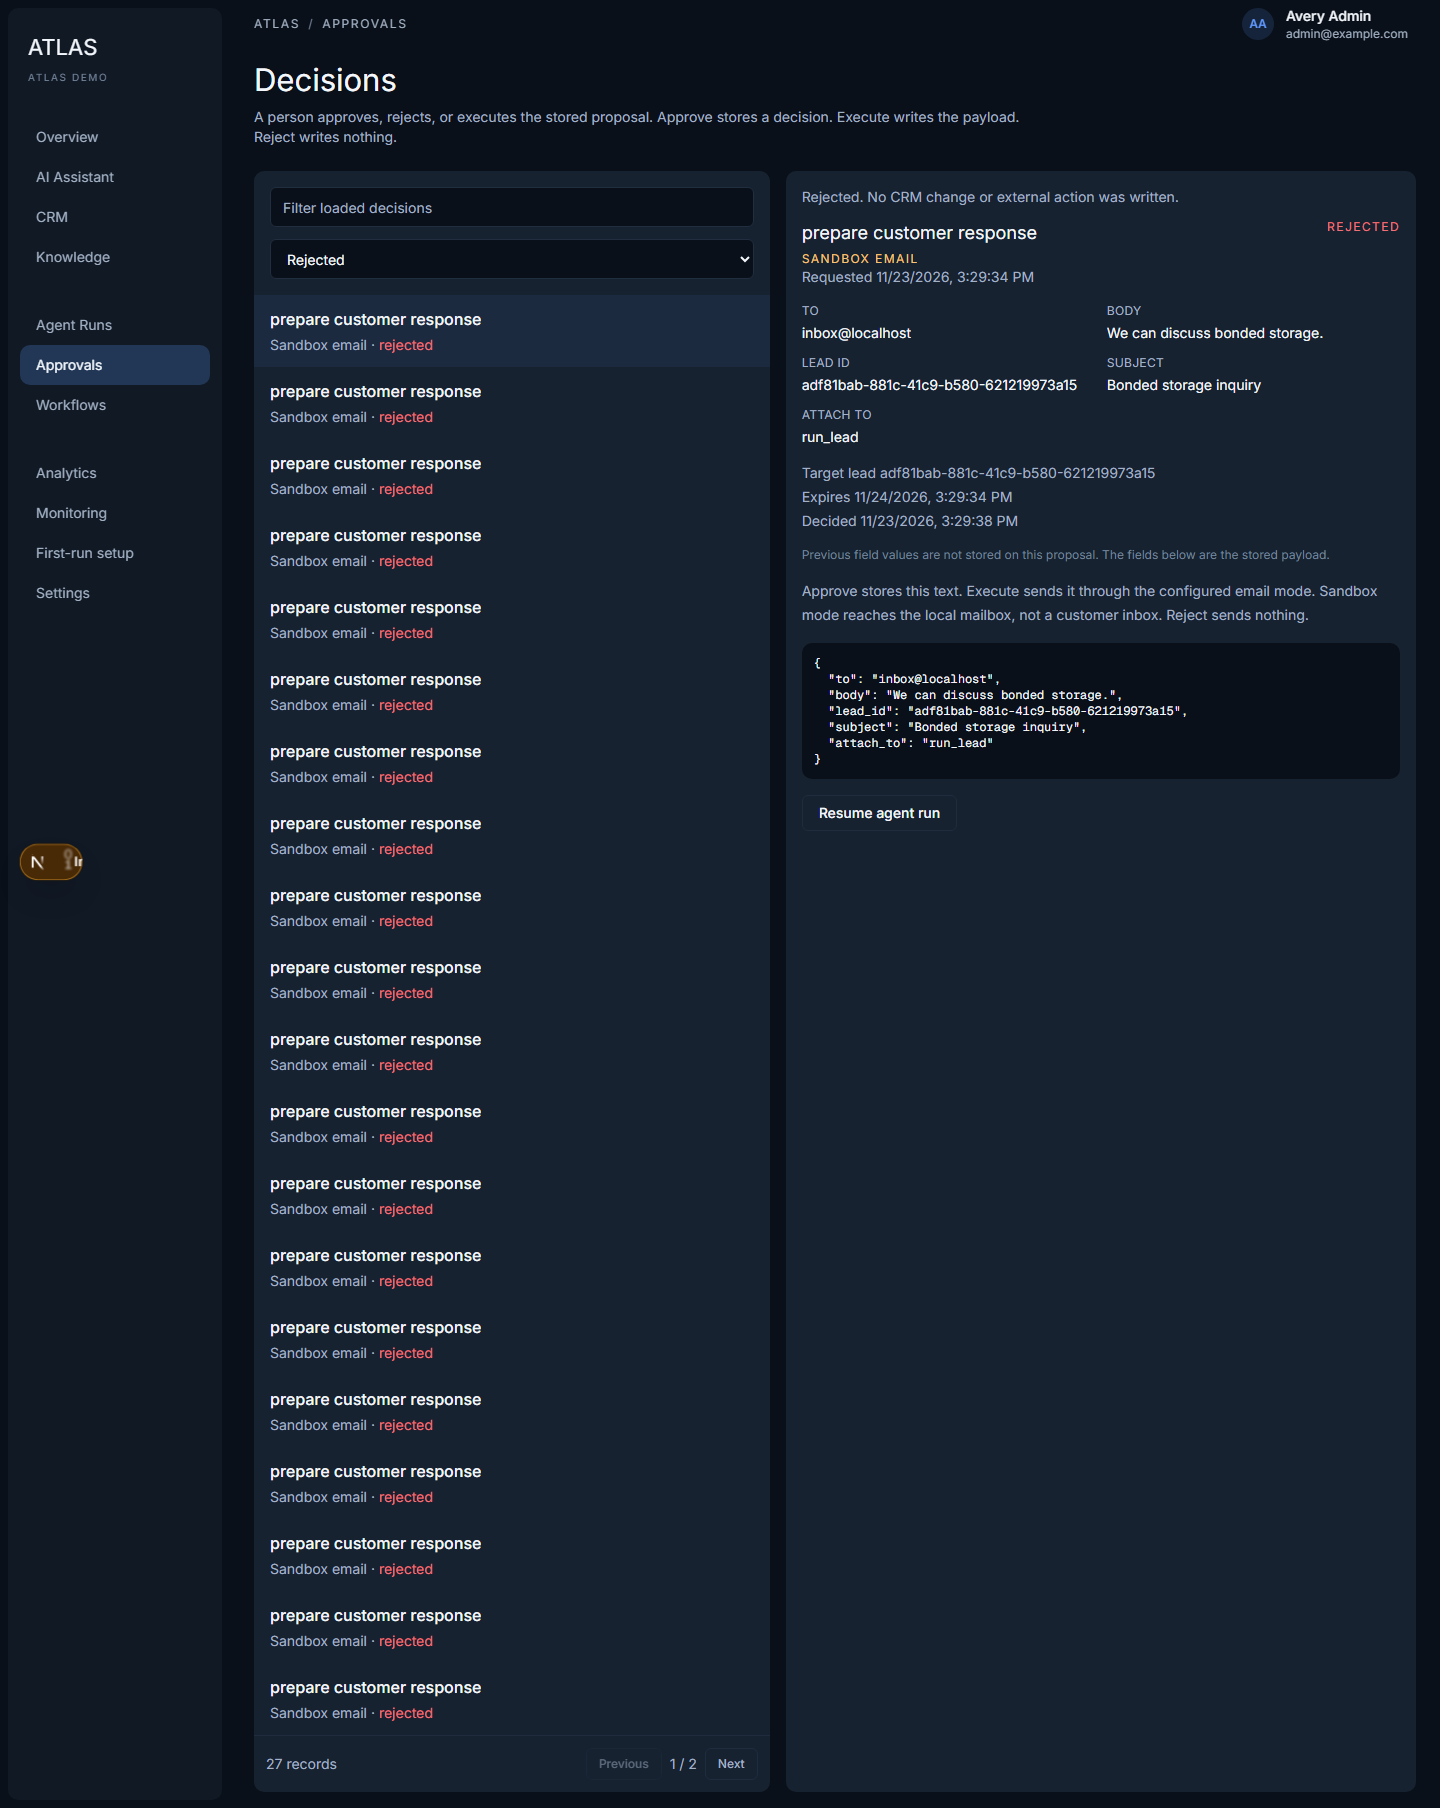 ATLAS
ATLAS DEMO
Overview
AI Assistant
CRM
Knowledge
Agent Runs
Approvals
Workflows
Analytics
Monitoring
First-run setup
Settings
N
ATLAS / APPROVALS
AA
Avery Admin
admin@example.com
Decisions
A person approves, rejects, or executes the stored proposal. Approve stores a decision. Execute writes the payload.
Reject writes nothing.
Filter loaded decisions
Rejected
prepare customer response
Sandbox email · rejected
prepare customer response
Sandbox email · rejected
prepare customer response
Sandbox email · rejected
prepare customer response
Sandbox email · rejected
prepare customer response
Sandbox email · rejected
prepare customer response
Sandbox email · rejected
prepare customer response
Sandbox email · rejected
prepare customer response
Sandbox email · rejected
prepare customer response
Sandbox email · rejected
prepare customer response
Sandbox email · rejected
prepare customer response
Sandbox email · rejected
prepare customer response
Sandbox email · rejected
prepare customer response
Sandbox email · rejected
prepare customer response
Sandbox email · rejected
prepare customer response
Sandbox email · rejected
prepare customer response
Sandbox email · rejected
prepare customer response
Sandbox email · rejected
prepare customer response
Sandbox email · rejected
prepare customer response
Sandbox email · rejected
prepare customer response
Sandbox email · rejected
27 records
Previous
1 / 2
Next
Rejected. No CRM change or external action was written.
prepare customer response
REJECTED
SANDBOX EMAIL
Requested 11/23/2026, 3:29:34 PM
TO
inbox@localhost
BODY
We can discuss bonded storage.
LEAD ID
adf81bab-881c-41c9-b580-621219973a15
SUBJECT
Bonded storage inquiry
ATTACH TO
run_lead
Target lead adf81bab-881c-41c9-b580-621219973a15
Expires 11/24/2026, 3:29:34 PM
Decided 11/23/2026, 3:29:38 PM
Previous field values are not stored on this proposal. The fields below are the stored payload.
Approve stores this text. Execute sends it through the configured email mode. Sandbox
mode reaches the local mailbox, not a customer inbox. Reject sends nothing.
{
"to": "inbox@localhost",
"body": "We can discuss bonded storage.",
"lead_id": "adf81bab-881c-41c9-b580-621219973a15",
"subject": "Bonded storage inquiry",
"attach_to": "run_lead"
}
Resume agent run